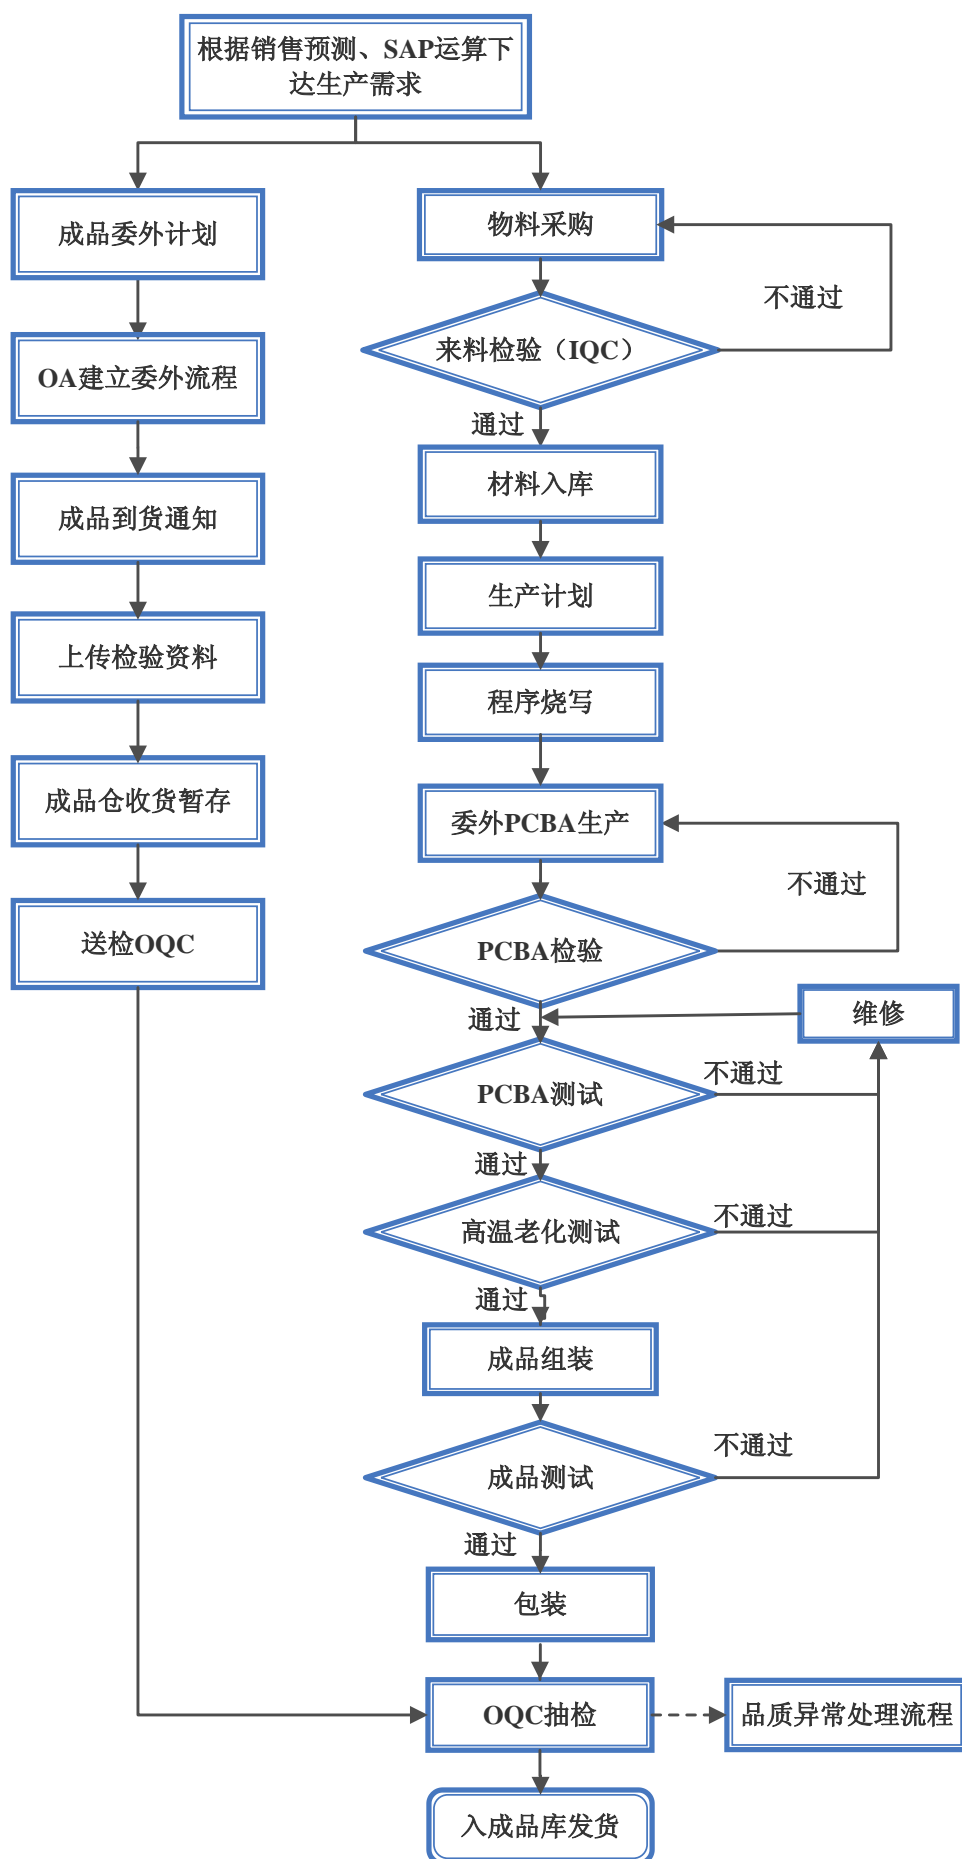 根据销售预测、SAP运算下
达生产需求
成品委外计划
OA建立委外流程
成品到货通知
上传检验资料
成品仓收货暂存
送检OQC
物料采购
不通过
来料检验（IQC）
通过
材料入库
生产计划
程序烧写
委外PCBA生产
不通过
PCBA检验
通过
维修
PCBA测试
不通过
通过
高温老化测试
不通过
通过
成品组装
成品测试
不通过
通过
包装
OQC抽检
品质异常处理流程
入成品库发货